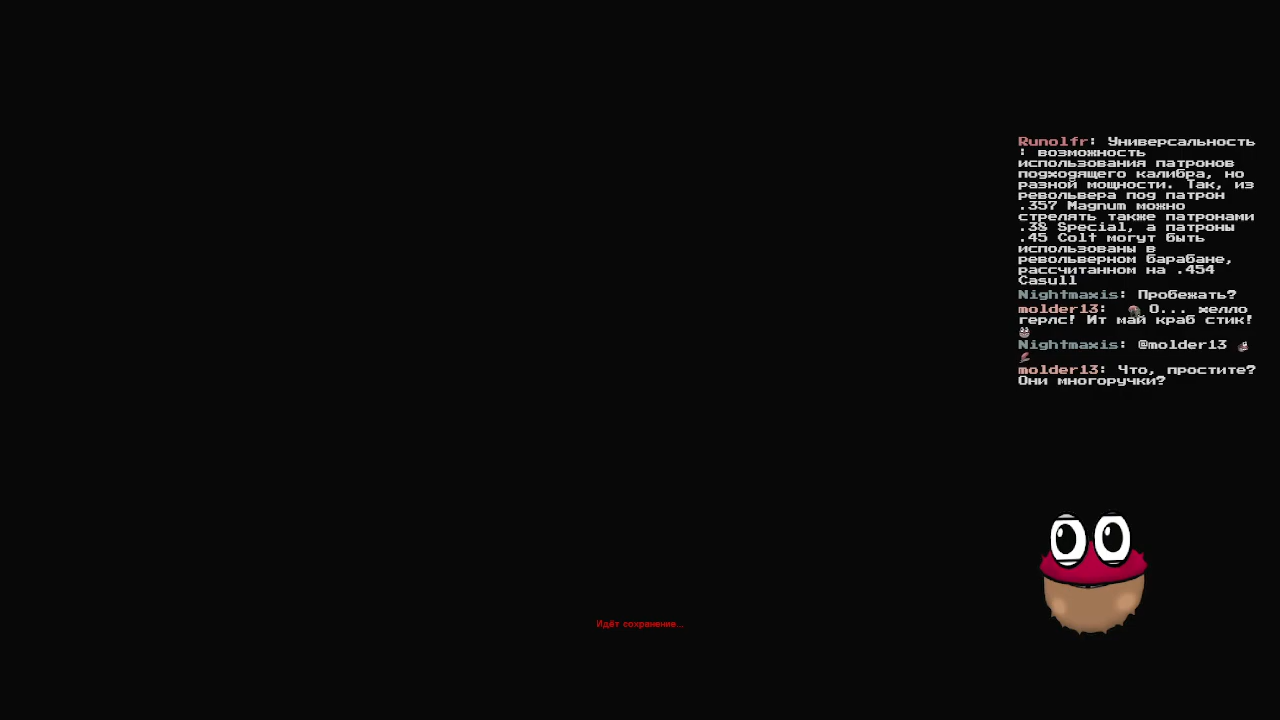 Runolfr: Универсальность
: возможность
использования патронов
подходящего калибра, но
разной мощности. Так, из
револьвера под патрон
.357 Magnum можно
стрелять также патронами
.38 Special, а патроны
.45 Colt могут быть
использованы в
револьверном барабане,
рассчитанном на .454
Casull
Nightmaxis: Пробежать?
molder13: О... хелло
герлс! Ит май краб стик!
Nightmaxis: @molder13
molder13: Что, простите?
Они многоручки?
Идёт сохранение...